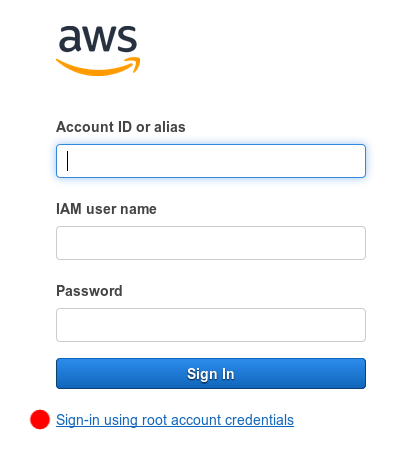 aws
Account ID or alias
IAM user name
Password
Sign In
Sign-in using root account credentials